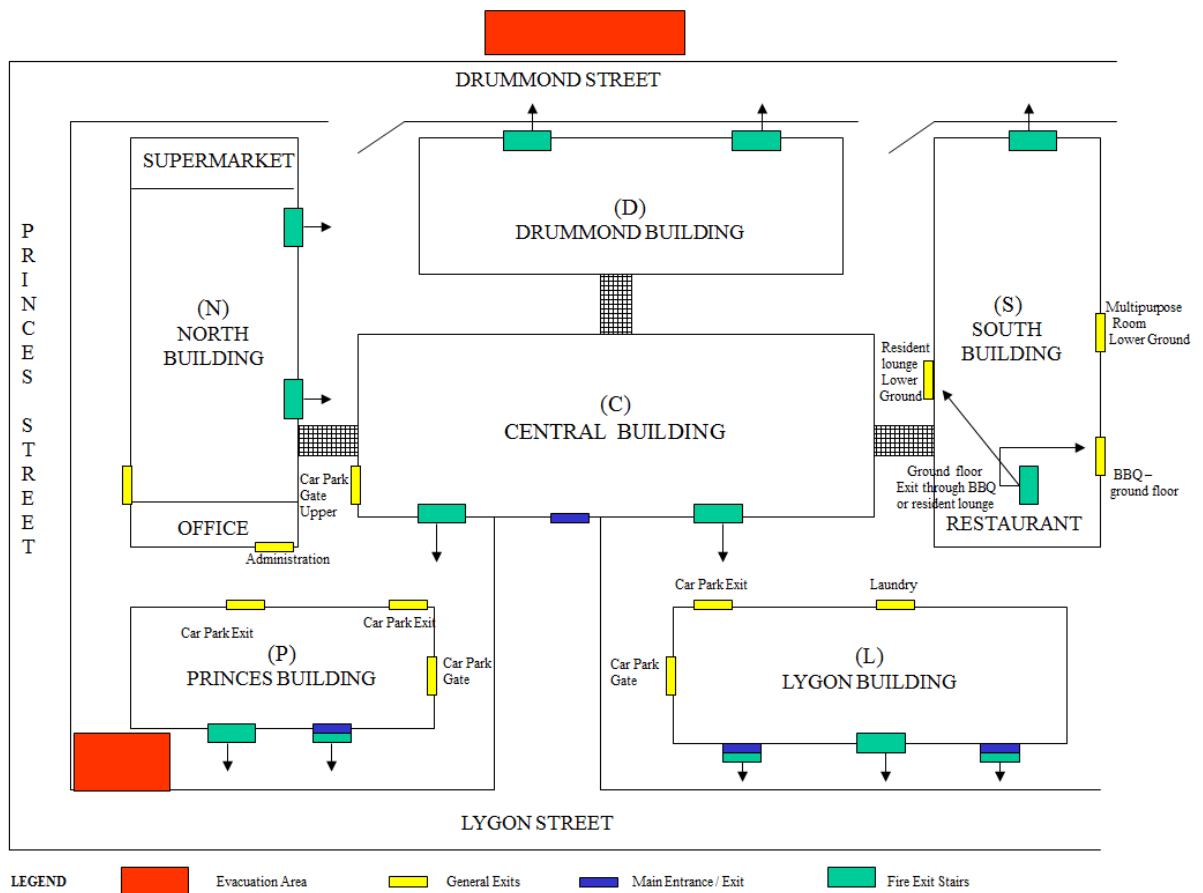 DRUMMOND STREET
SUPERMARKET
(D)
DRUMMOND BUILDING
PRINCES STREET
(N)
NORTH
BUILDING
(S)
SOUTH
BUILDING
Multipurpose
Room
Lower Ground
Resident
lounge
Lower
Ground
(C)
CENTRAL BUILDING
Car Park
Gate
Upper
Ground floor
Exit through BBQ
or resident lounge
BBQ –
ground floor
OFFICE
RESTAURANT
Administration
Car Park Exit
Laundry
Car Park Exit
Car Park Exit
(P)
PRINCES BUILDING
Car Park
Gate
Car Park
Gate
(L)
LYGON BUILDING
LYGON STREET
LEGEND
Evacuation Area
General Exits
Main Entrance / Exit
Fire Exit Stairs